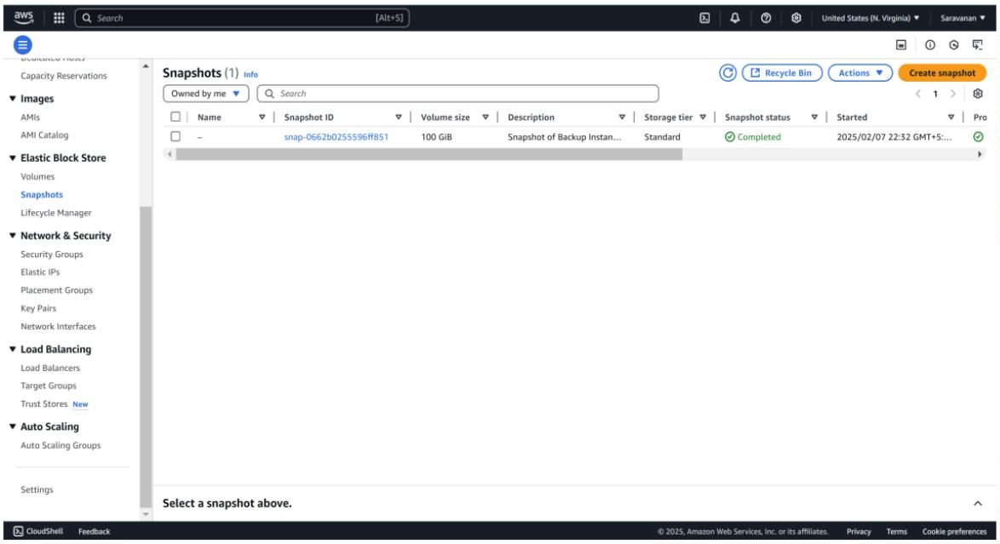 aws
Search [Alt+S]
United States (N. Virginia) Saravanan
Capacity Reservations
Images
AMIs
AMI Catalog
Elastic Block Store
Volumes
Snapshots
Lifecycle Manager
Network & Security
Security Groups
Elastic IPs
Placement Groups
Key Pairs
Network Interfaces
Load Balancing
Load Balancers
Target Groups
Trust Stores New
Auto Scaling
Auto Scaling Groups
Settings
Snapshots (1) Info
Recycle Bin
Actions
Create snapshot
Owned by me
Search
1
Name Snapshot ID Volume size Description Storage tier Snapshot status Started Pro
– snap-0662b0255596ff851 100 GiB Snapshot of Backup Instan... Standard Completed 2025/02/07 22:32 GMT+5:...
Select a snapshot above.
CloudShell Feedback © 2025, Amazon Web Services, Inc. or its affiliates. Privacy Terms Cookie preferences